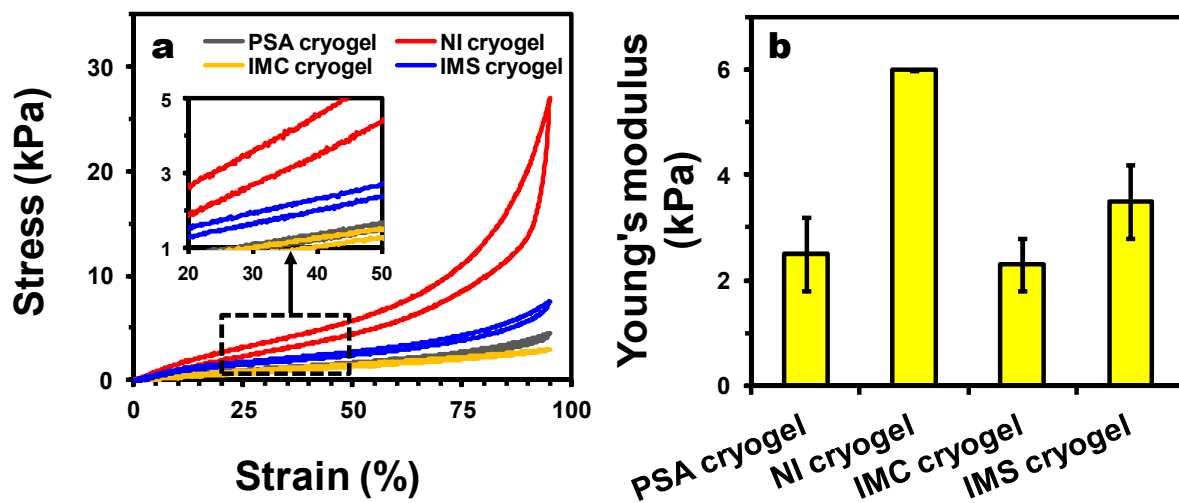 a
PSA cryogel
NI cryogel
IMC cryogel
IMS cryogel
Stress (kPa)
30
20
10
0
5
3
1
20
30
40
50
0
25
50
75
100
Strain (%)
b
Young's modulus
(kPa)
6
4
2
0
PSA cryogel
NI cryogel
IMC cryogel
IMS cryogel